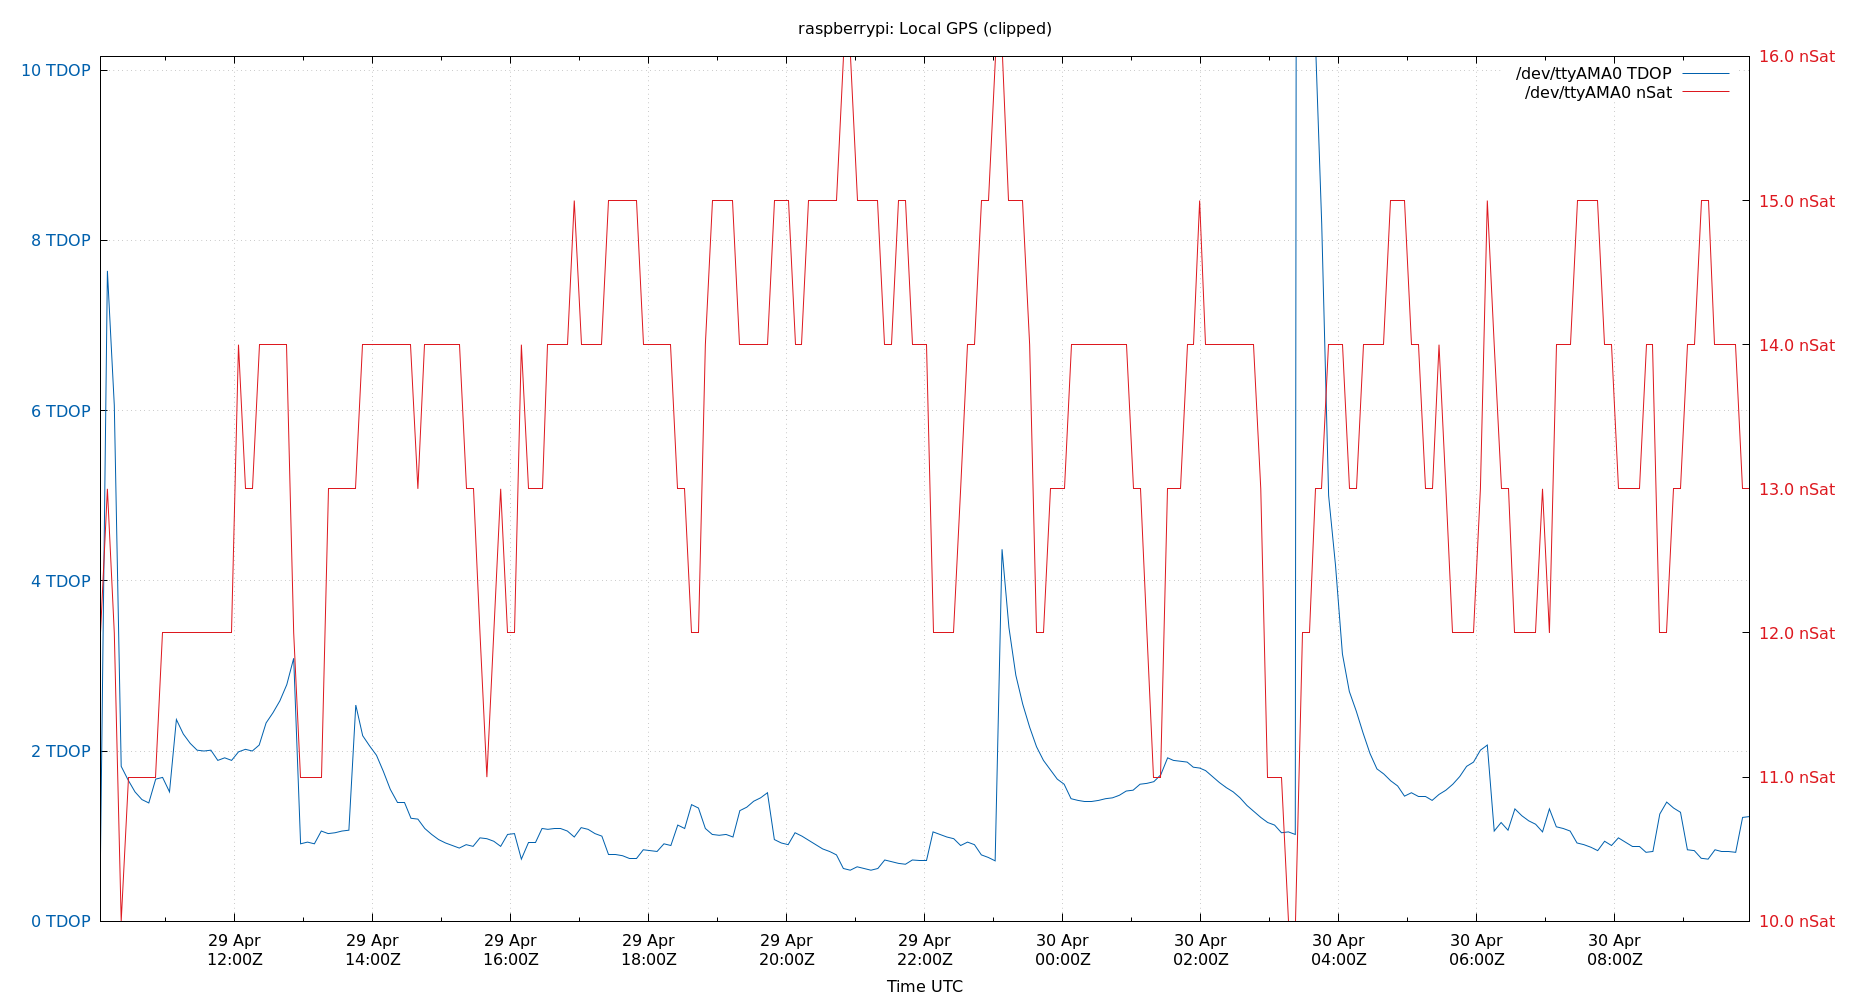 raspberrypi: Local GPS (clipped)
10 TDOP
8 TDOP
6 TDOP
4 TDOP
2 TDOP
0 TDOP
16.0 nSat
15.0 nSat
14.0 nSat
13.0 nSat
12.0 nSat
11.0 nSat
10.0 nSat
/dev/ttyAMA0 TDOP
/dev/ttyAMA0 nSat
29 Apr
12:00Z
29 Apr
14:00Z
29 Apr
16:00Z
29 Apr
18:00Z
29 Apr
20:00Z
29 Apr
22:00Z
30 Apr
00:00Z
30 Apr
02:00Z
30 Apr
04:00Z
30 Apr
06:00Z
30 Apr
08:00Z
Time UTC